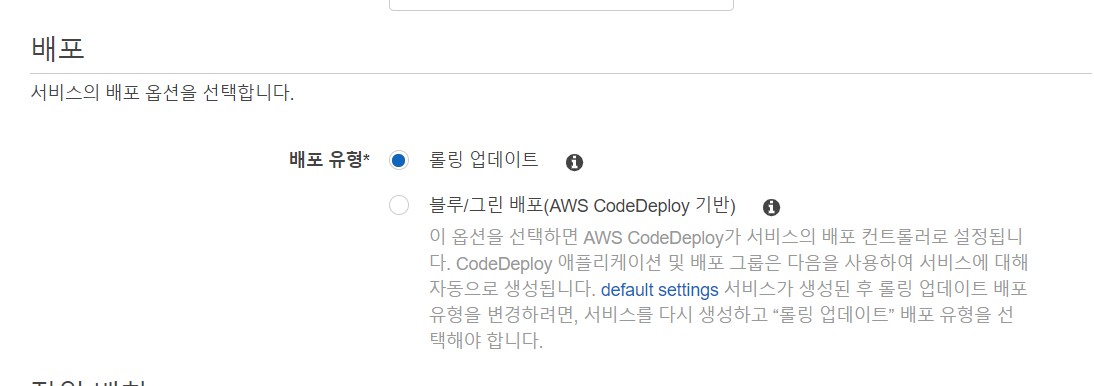 배포
서비스의 배포 옵션을 선택합니다.
배포 유형* 롤링 업데이트
블루/그린 배포(AWS CodeDeploy 기반)
이 옵션을 선택하면 AWS CodeDeploy가 서비스의 배포 컨트롤러로 설정됩니
다. CodeDeploy 애플리케이션 및 배포 그룹은 다음을 사용하여 서비스에 대해
자동으로 생성됩니다. default settings 서비스가 생성된 후 롤링 업데이트 배포
유형을 변경하려면, 서비스를 다시 생성하고 “롤링 업데이트” 배포 유형을 선
택해야 합니다.